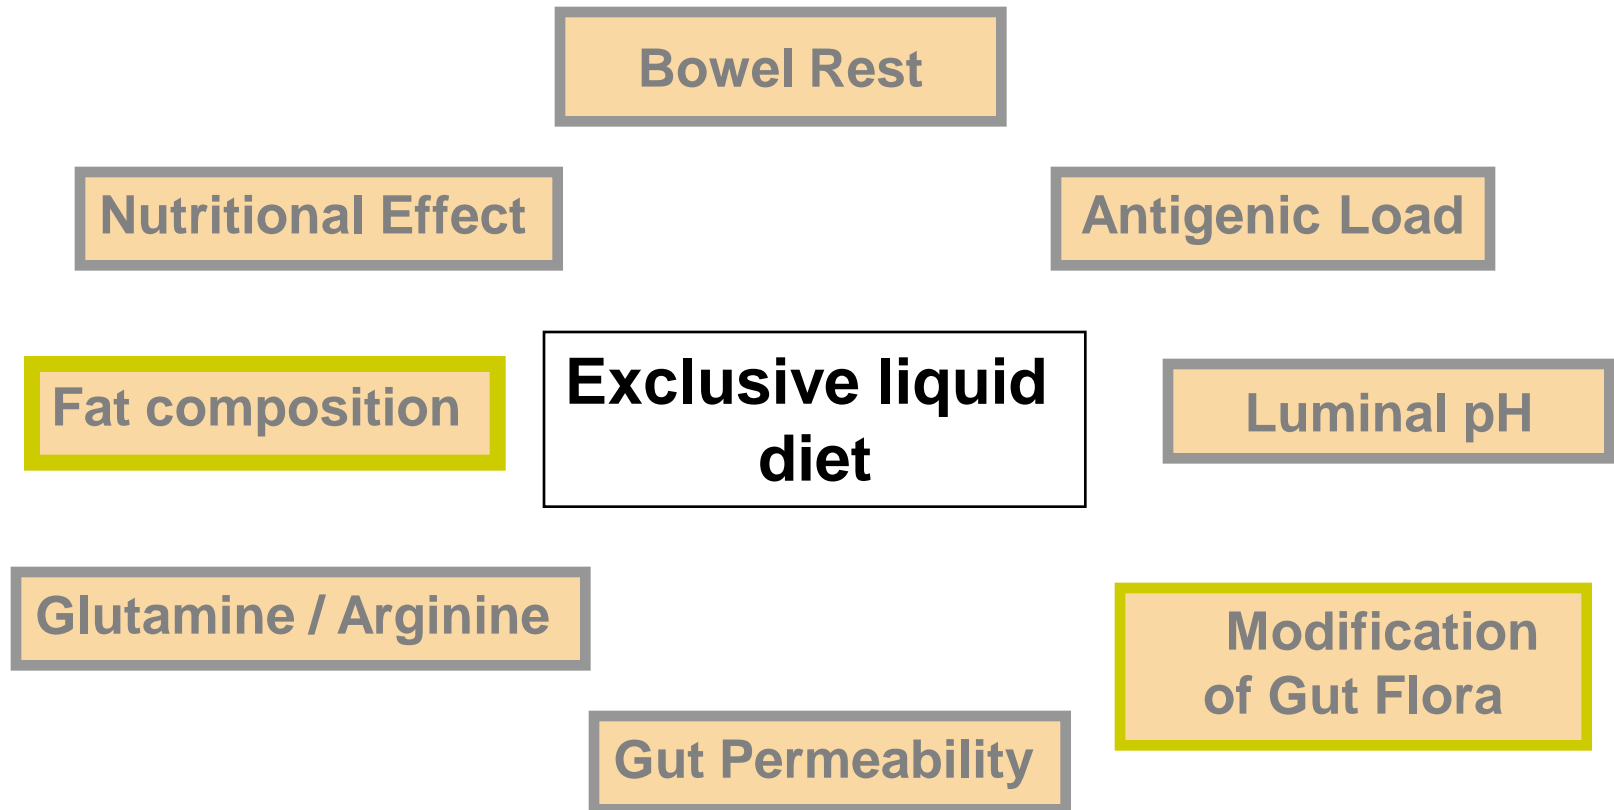 Bowel Rest
Nutritional Effect
Antigenic Load
Fat composition
Exclusive liquid
diet
Luminal pH
Glutamine / Arginine
Modification
of Gut Flora
Gut Permeability